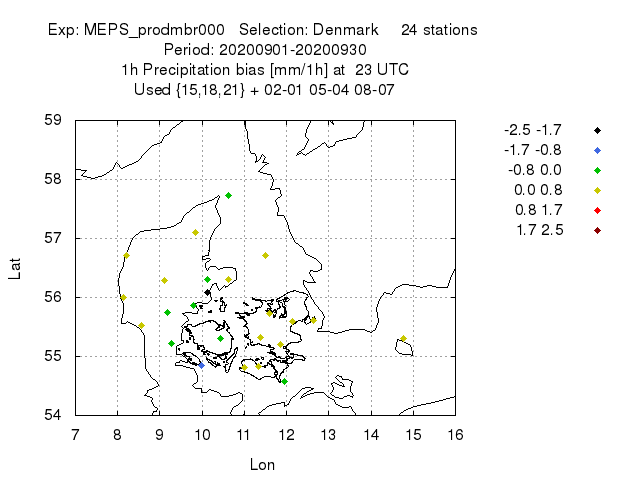 Exp: MEPS_prodmbr000   Selection: Denmark     24 stations
Period: 20200901-20200930
1h Precipitation bias [mm/1h] at  23 UTC
Used {15,18,21} + 02-01 05-04 08-07
59
58
57
56
55
54
7 8 9 10 11 12 13 14 15 16
Lat
Lon
-2.5 -1.7
-1.7 -0.8
-0.8 0.0
0.0 0.8
0.8 1.7
1.7 2.5